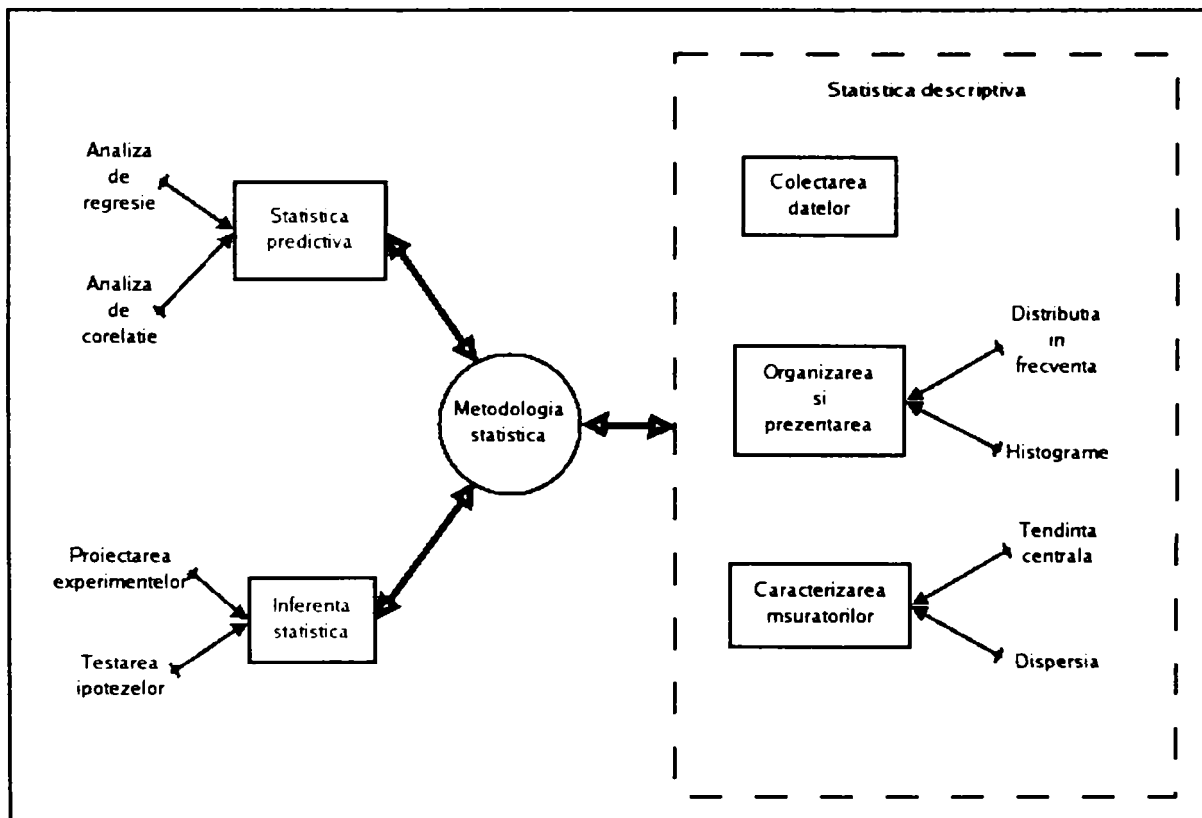 Analiza
de
regresie
Statistica
predictiva
Analiza
de
corelatie
Metodologia
statistica
Proiectarea
experimentelor
Inferenta
statistica
Testarea
ipotezelor
Statistica descriptiva
Colectarea
datelor
Organizarea
si
prezentarea
Distributia
in
frecventa
Histograme
Caracterizarea
msuratorilor
Tendinta
centrala
Dispersia